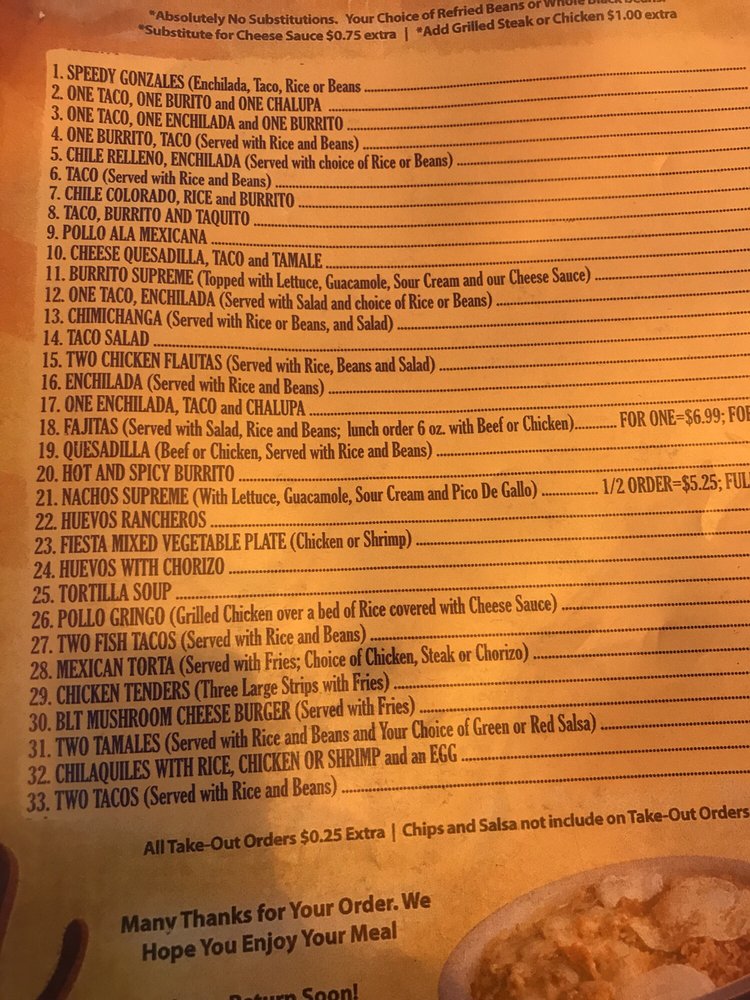 *Absolutely No Substitutions. Your Choice of Refried Beans or Whole Black Beans.
*Substitute for Cheese Sauce $0.75 extra | *Add Grilled Steak or Chicken $1.00 extra
1. SPEEDY GONZALES (Enchilada, Taco, Rice or Beans
2. ONE TACO, ONE BURITO and ONE CHALUPA
3. ONE TACO, ONE ENCHILADA and ONE BURRITO
4. ONE BURRITO, TACO (Served with Rice and Beans)
5. CHILE RELLENO, ENCHILADA (Served with choice of Rice or Beans)
6. TACO (Served with Rice and Beans)
7. CHILE COLORADO, RICE and BURRITO
8. TACO, BURRITO AND TAQUITO
9. POLLO ALA MEXICANA
10. CHEESE QUESADILLA, TACO and TAMALE
11. BURRITO SUPREME (Topped with Lettuce, Guacamole, Sour Cream and our Cheese Sauce)
12. ONE TACO, ENCHILADA (Served with Salad and choice of Rice or Beans)
13. CHIMICHANGA (Served with Rice or Beans, and Salad)
14. TACO SALAD
15. TWO CHICKEN FLAUTAS (Served with Rice, Beans and Salad)
16. ENCHILADA (Served with Rice and Beans)
17. ONE ENCHILADA, TACO and CHALUPA
18. FAJITAS (Served with Salad, Rice and Beans; lunch order 6 oz. with Beef or Chicken)........... FOR ONE=$6.99; FOR
19. QUESADILLA (Beef or Chicken, Served with Rice and Beans)
20. HOT AND SPICY BURRITO
21. NACHOS SUPREME (With Lettuce, Guacamole, Sour Cream and Pico De Gallo) .............. 1/2 ORDER=$5.25; FULL
22. HUEVOS RANCHEROS
23. FIESTA MIXED VEGETABLE PLATE (Chicken or Shrimp)
24. HUEVOS WITH CHORIZO
25. TORTILLA SOUP
26. POLLO GRINGO (Grilled Chicken over a bed of Rice covered with Cheese Sauce)
27. TWO FISH TACOS (Served with Rice and Beans)
28. MEXICAN TORTA (Served with Fries; Choice of Chicken, Steak or Chorizo)
29. CHICKEN TENDERS (Three Large Strips with Fries)
30. BLT MUSHROOM CHEESE BURGER (Served with Fries)
31. TWO TAMALES (Served with Rice and Beans and Your Choice of Green or Red Salsa)
32. CHILAQUILES WITH RICE, CHICKEN OR SHRIMP and an EGG
33. TWO TACOS (Served with Rice and Beans)
All Take-Out Orders $0.25 Extra | Chips and Salsa not include on Take-Out Orders
Many Thanks for Your Order. We
Hope You Enjoy Your Meal
Return Soon!